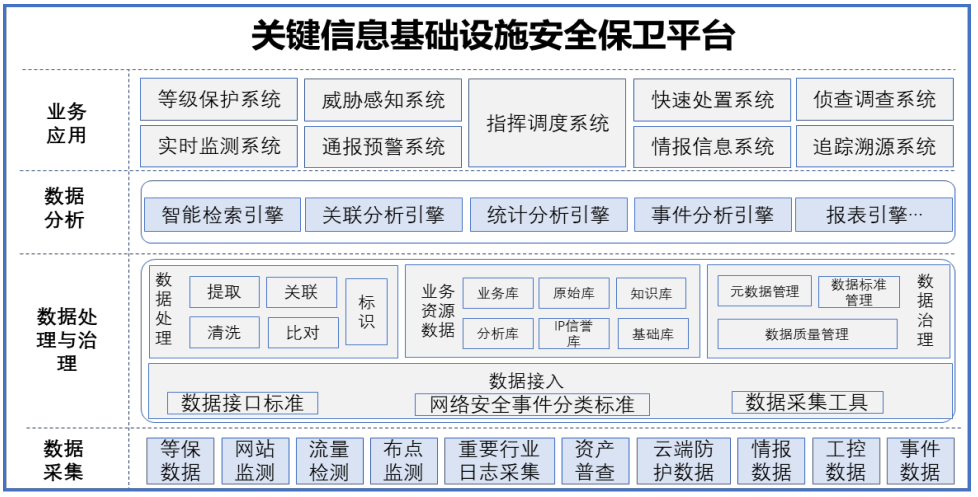 关键信息基础设施安全保卫平台
业务
应用
等级保护系统
威胁感知系统
指挥调度系统
快速处置系统
侦查调查系统
实时监测系统
通报预警系统
情报信息系统
追踪溯源系统
数据
分析
智能检索引擎
关联分析引擎
统计分析引擎
事件分析引擎
报表引擎…
数据处
理与治
理
数
据
处
理
提取
关联
清洗
比对
标
识
业务
资源
数据
业务库
原始库
知识库
分析库
IP信誉
库
基础库
元数据管理
数据标准
管理
数据质量管理
数
据
治
理
数据接入
数据接口标准
网络安全事件分类标准
数据采集工具
数据
采集
等保
数据
网站
监测
流量
检测
布点
监测
重要行业
日志采集
资产
普查
云端防
护数据
情报
数据
工控
数据
事件
数据